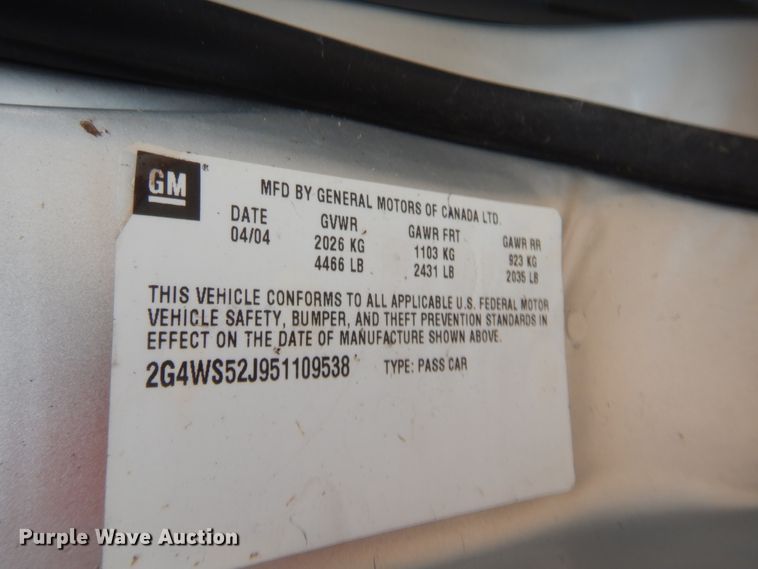 GM
MFD BY GENERAL MOTORS OF CANADA LTD.
DATE GVWR GAWR FRT GAWR RR
04/04 2026 KG 1103 KG 923 KG
4466 LB 2431 LB 2035 LB
THIS VEHICLE CONFORMS TO ALL APPLICABLE U.S. FEDERAL MOTOR
VEHICLE SAFETY, BUMPER, AND THEFT PREVENTION STANDARDS IN
EFFECT ON THE DATE OF MANUFACTURE SHOWN ABOVE.
2G4WS52J951109538 TYPE: PASS CAR
Purple Wave Auction